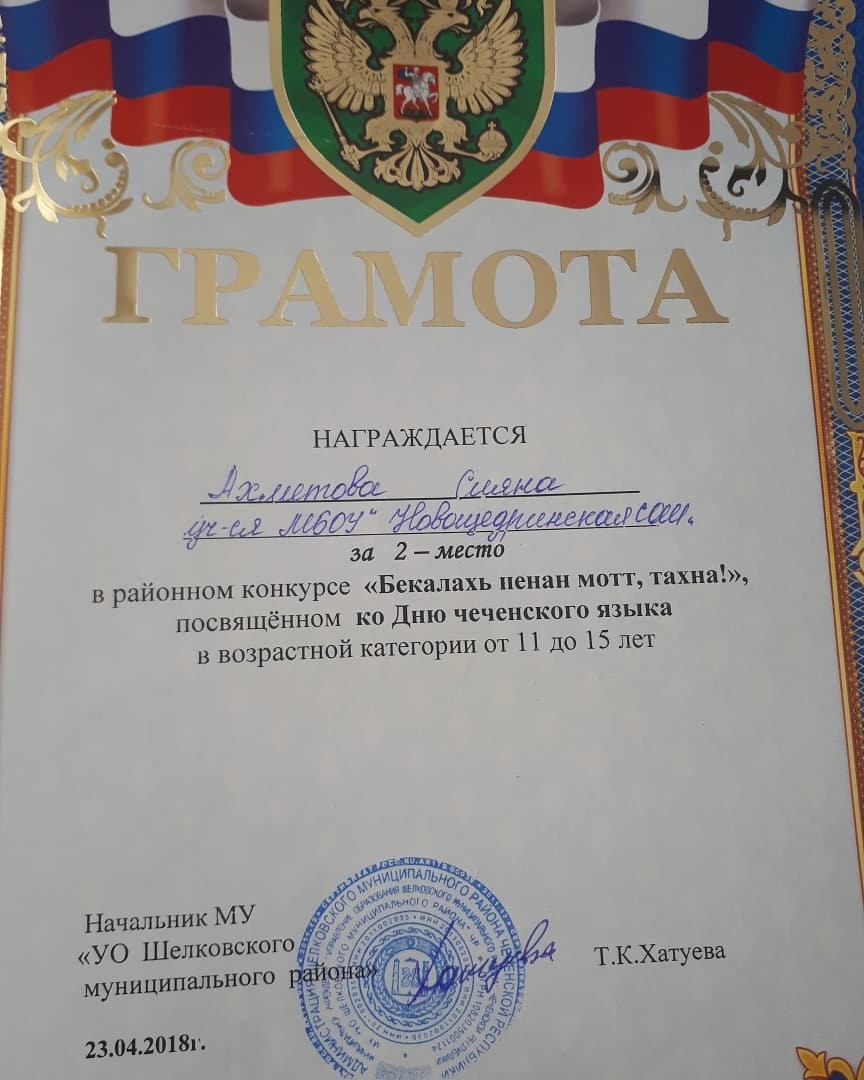 ГРАМОТА
НАГРАЖДАЕТСЯ
Ахметова Сияна
уч-ся МБОУ "Новощедринская сош"
за 2 – место
в районном конкурсе «Бекалахь ненан мотт, тахна!»,
посвящённом ко Дню чеченского языка
в возрастной категории от 11 до 15 лет
Начальник МУ
«УО Шелковского
муниципального района»
Т.К.Хатуева
23.04.2018г.